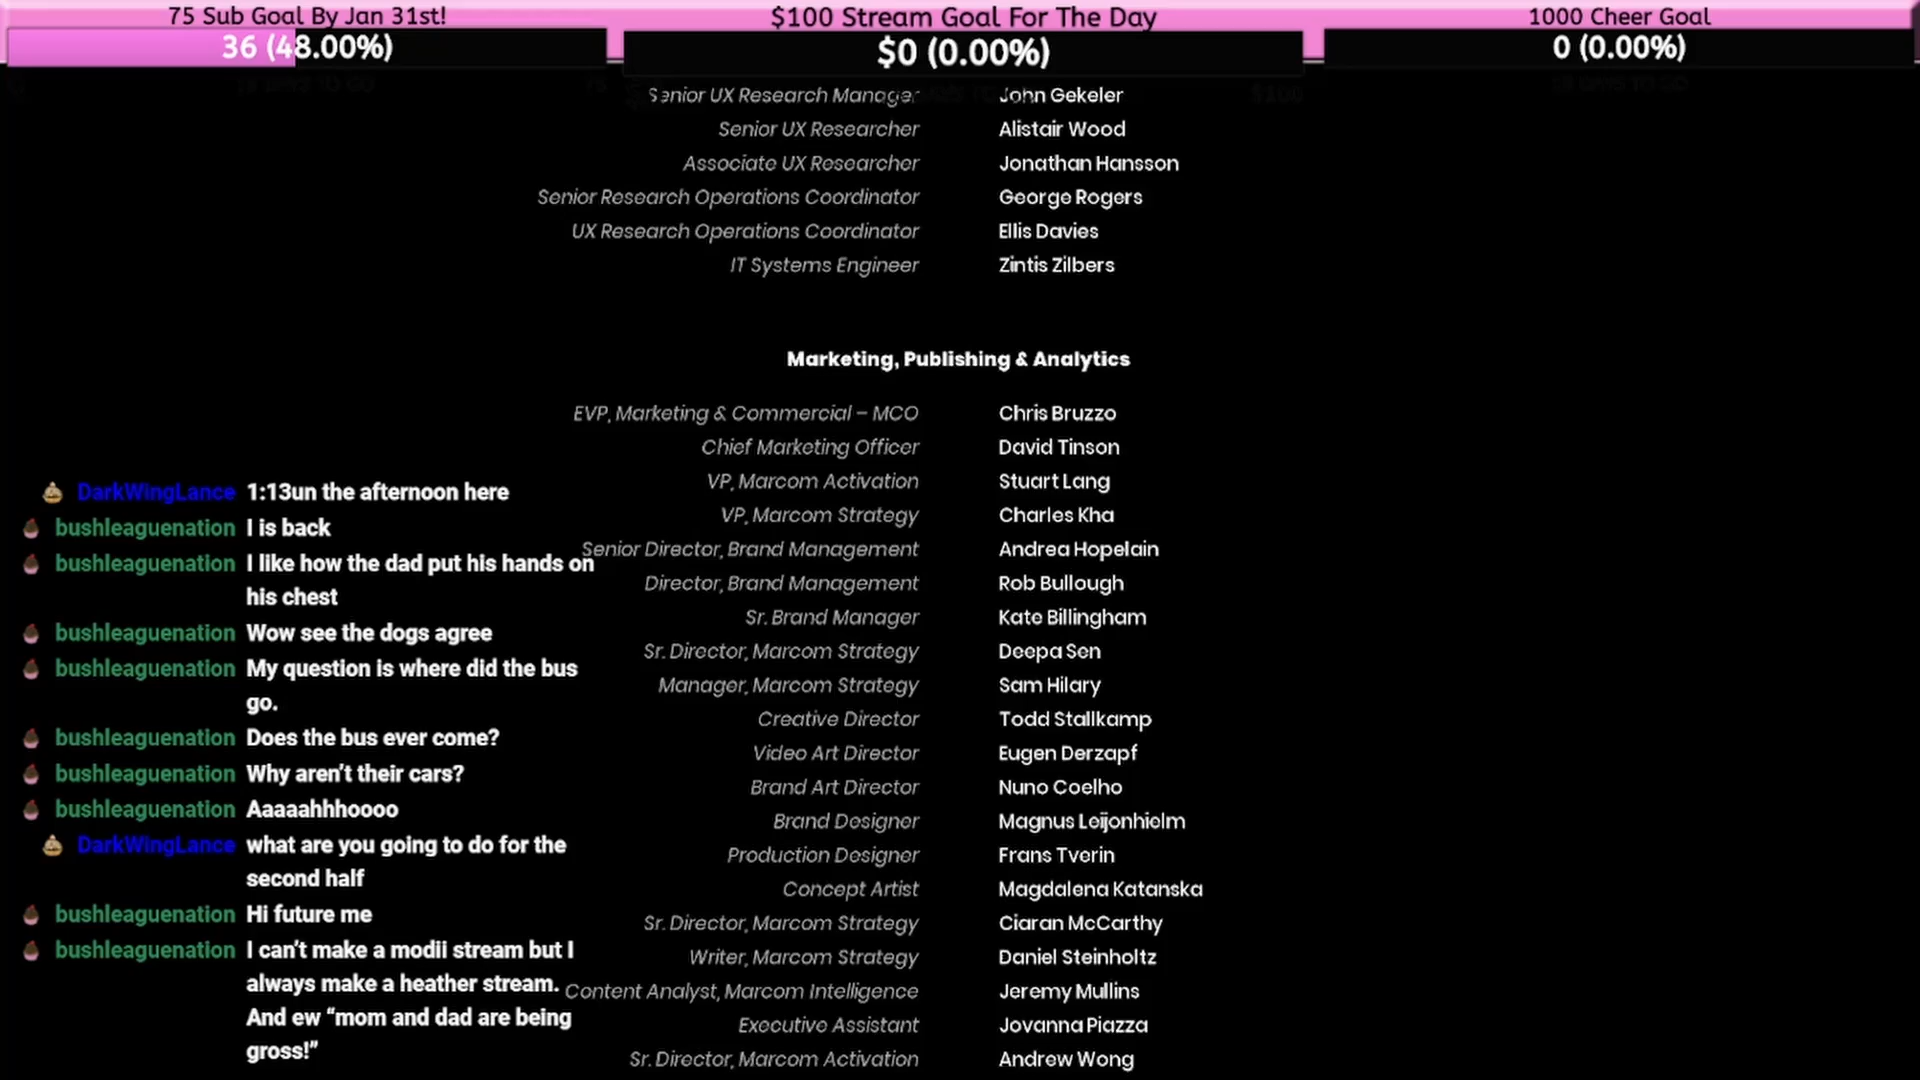 75 Sub Goal By Jan 31st!
36 (48.00%)
$100 Stream Goal For The Day
$0 (0.00%)
1000 Cheer Goal
0 (0.00%)
Senior UX Research Manager John Gekeler
Senior UX Researcher Alistair Wood
Associate UX Researcher Jonathan Hansson
Senior Research Operations Coordinator George Rogers
UX Research Operations Coordinator Ellis Davies
IT Systems Engineer Zintis Zilbers
Marketing, Publishing & Analytics
EVP, Marketing & Commercial – MCO Chris Bruzzo
Chief Marketing Officer David Tinson
VP, Marcom Activation Stuart Lang
VP, Marcom Strategy Charles Kha
Senior Director, Brand Management Andrea Hopelain
Director, Brand Management Rob Bullough
Sr. Brand Manager Kate Billingham
Sr. Director, Marcom Strategy Deepa Sen
Manager, Marcom Strategy Sam Hilary
Creative Director Todd Stallkamp
Video Art Director Eugen Derzapf
Brand Art Director Nuno Coelho
Brand Designer Magnus Leijonhielm
Production Designer Frans Tverin
Concept Artist Magdalena Katanska
Sr. Director, Marcom Strategy Ciaran McCarthy
Writer, Marcom Strategy Daniel Steinholtz
Content Analyst, Marcom Intelligence Jeremy Mullins
Executive Assistant Jovanna Piazza
Sr. Director, Marcom Activation Andrew Wong
DarkWingLance 1:13un the afternoon here
bushleaguenation I is back
bushleaguenation I like how the dad put his hands on
his chest
bushleaguenation Wow see the dogs agree
bushleaguenation My question is where did the bus
go.
bushleaguenation Does the bus ever come?
bushleaguenation Why aren't their cars?
bushleaguenation Aaaaahhhoooo
DarkWingLance what are you going to do for the
second half
bushleaguenation Hi future me
bushleaguenation I can't make a modii stream but I
always make a heather stream.
And ew “mom and dad are being
gross!”